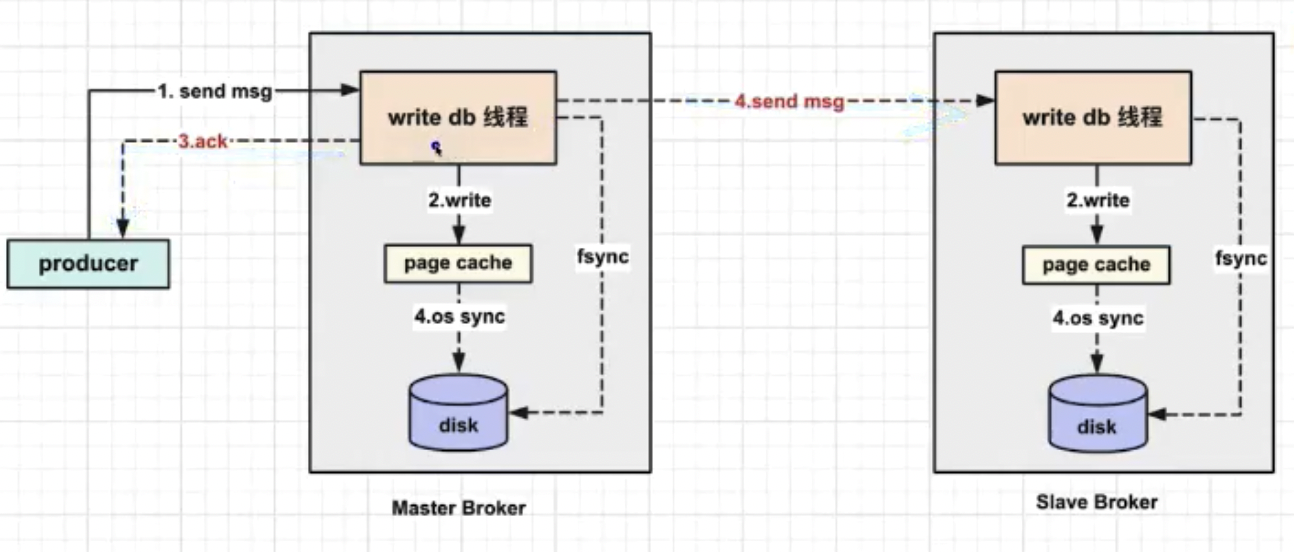 1. send msg
3.ack
producer
write db 线程
2.write
page cache
4.os sync
fsync
disk
Master Broker
4.send msg
write db 线程
2.write
page cache
4.os sync
fsync
disk
Slave Broker